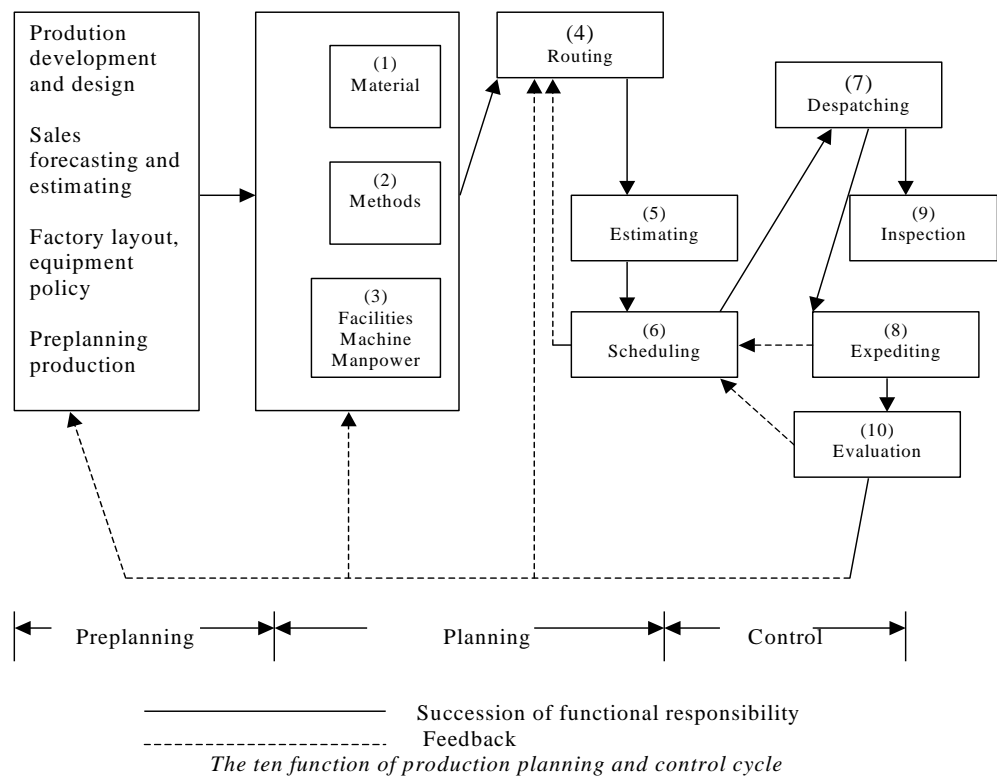 Prodution
development
and design
Sales
forecasting and
estimating
Factory layout,
equipment
policy
Preplanning
production
(1)
Material
(2)
Methods
(3)
Facilities
Machine
Manpower
(4)
Routing
(5)
Estimating
(6)
Scheduling
(7)
Despatching
(9)
Inspection
(8)
Expediting
(10)
Evaluation
Preplanning
Planning
Control
Succession of functional responsibility
Feedback
The ten function of production planning and control cycle